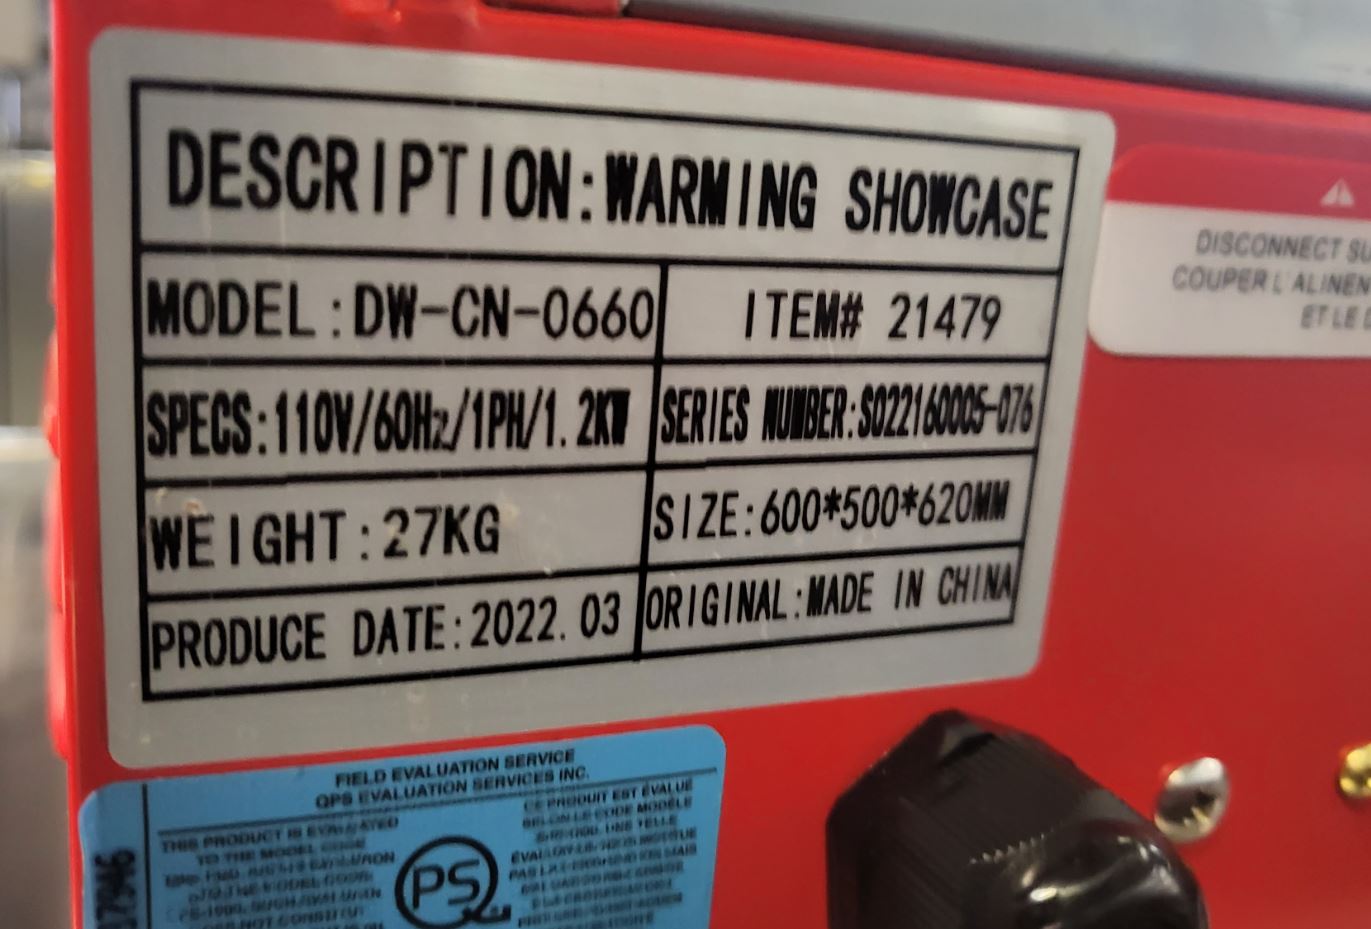 DESCRIPTION:WARMING SHOWCASE
MODEL:DW-CN-0660
ITEM# 21479
SPECS:110V/60Hz/1PH/1.2KW
SERIES NUMBER:S022160005-076
WEIGHT:27KG
SIZE:600*500*620MM
PRODUCE DATE:2022.03
ORIGINAL:MADE IN CHINA
DISCONNECT SU
COUPER L'ALIMEN
ET LE
FIELD EVALUATION SERVICE
QPS EVALUATION SERVICES INC.
THIS PRODUCT IS EVALUATED
TO THE MODEL CODE
CE PRODUIT EST ÉVALUÉ
SELON LE CODE MODÈLE
PS